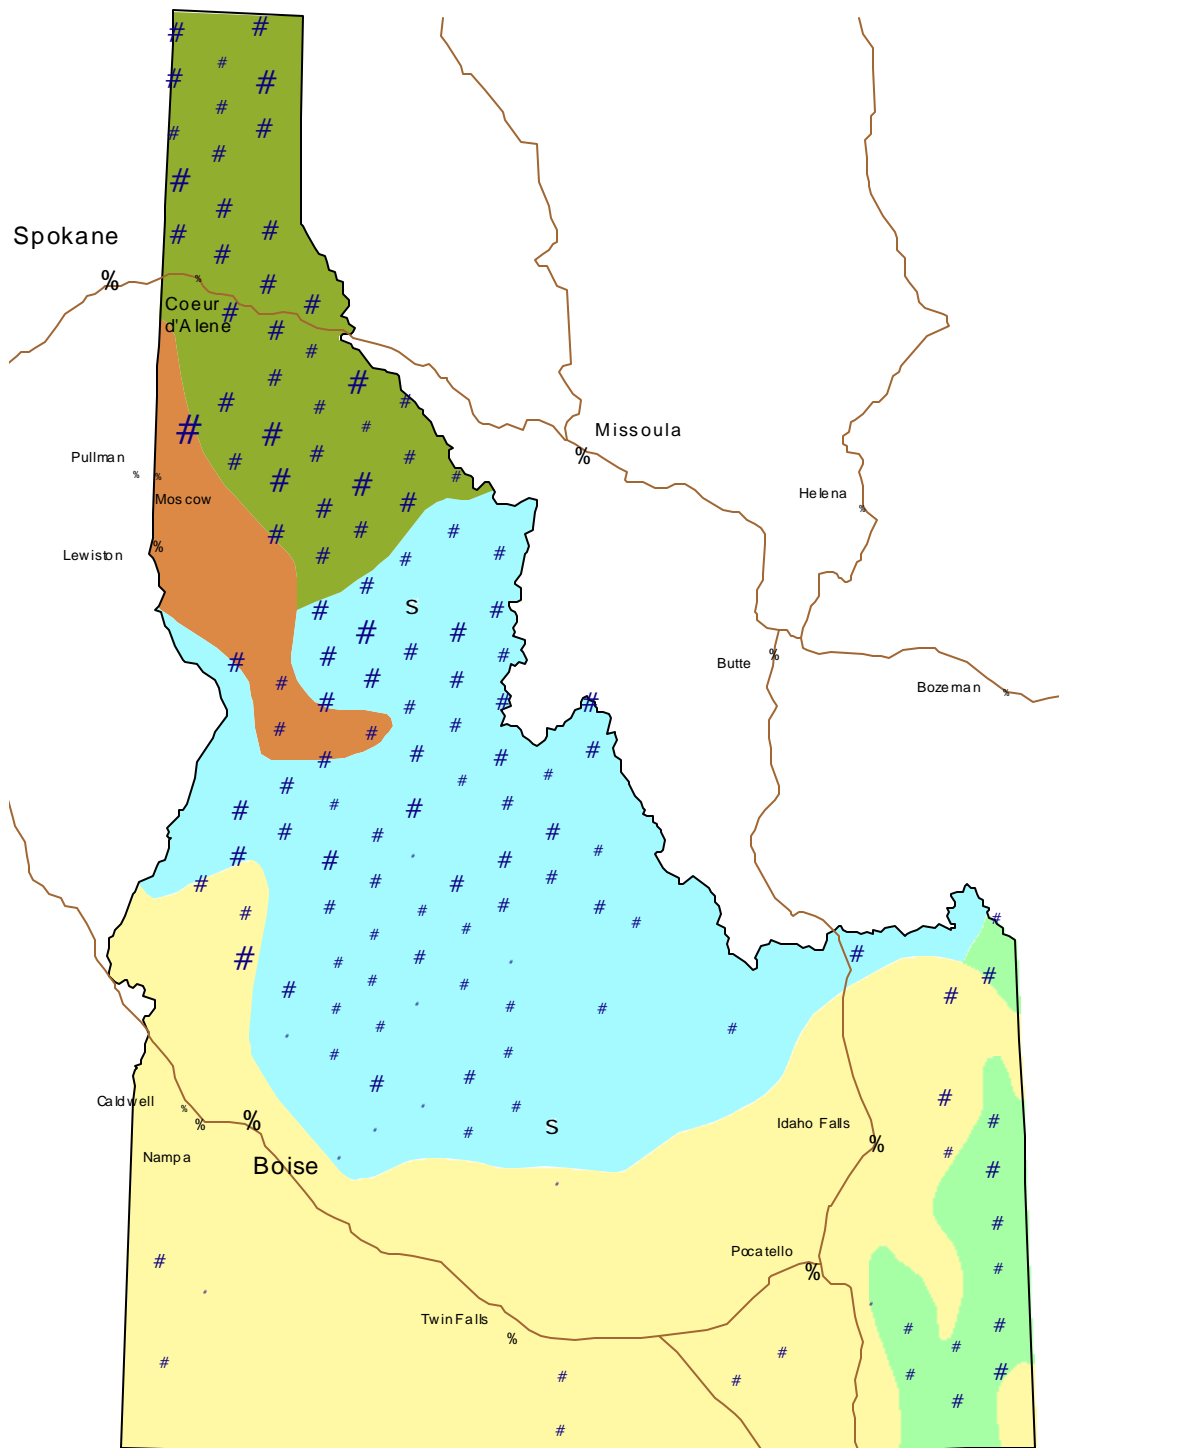 Spokane
Coeur
d'Alene
Missoula
Pullman
Moscow
Helena
Lewiston
S
Butte
Bozeman
Caldwell
S
Idaho Falls
Nampa
Boise
Pocatello
Twin Falls